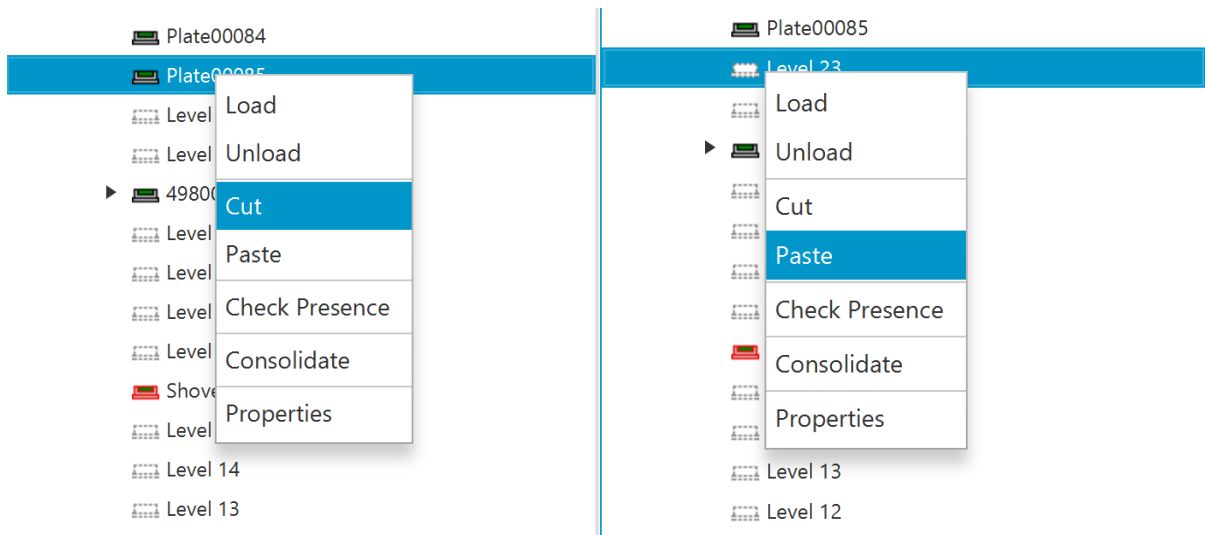 Plate00084
Plate00085
Load
Level
Unload
Level
49800
Cut
Level
Paste
Level
Level
Check Presence
Level
Consolidate
Shove
Properties
Level
Level 14
Level 13
Plate00085
Level 23
Load
Unload
Cut
Paste
Check Presence
Consolidate
Properties
Level 13
Level 12